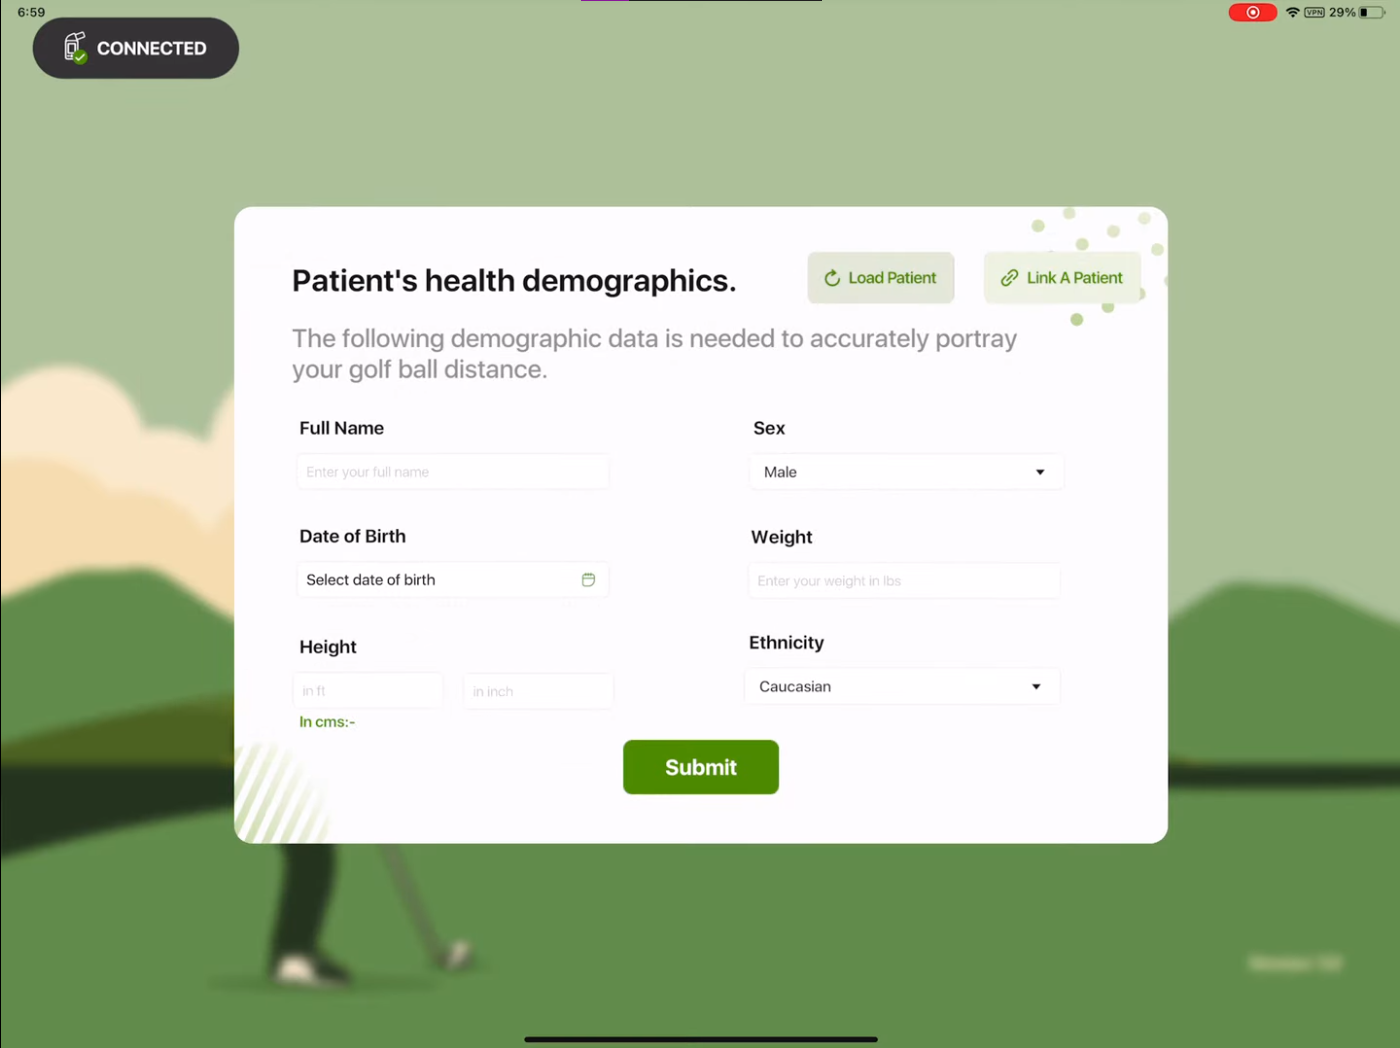 6:59
VPN 29%
CONNECTED
Patient's health demographics.
Load Patient
Link A Patient
The following demographic data is needed to accurately portray
your golf ball distance.
Full Name
Sex
Enter your full name
Male
Date of Birth
Weight
Select date of birth
Enter your weight in lbs
Height
Ethnicity
in ft
in inch
Caucasian
In cms:-
Submit